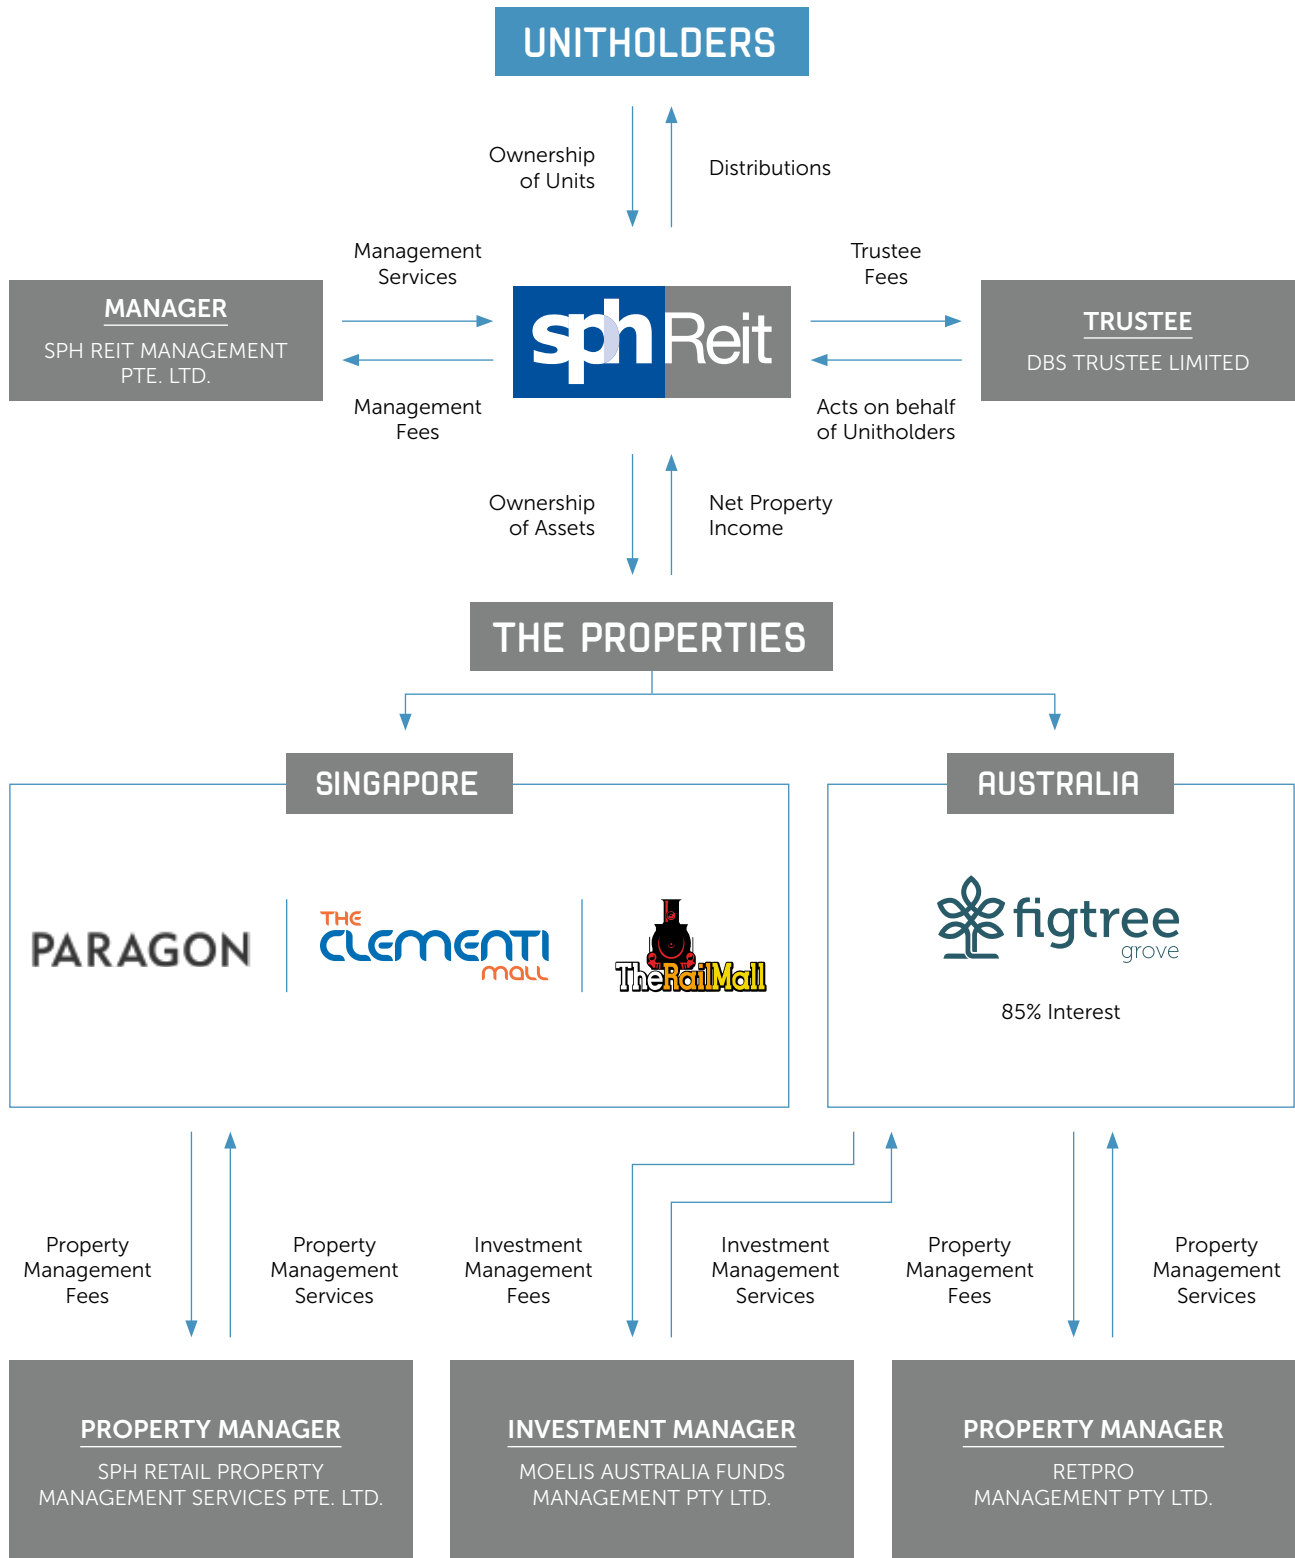 UNITHOLDERS
Ownership
of Units
Distributions
Management
Services
Trustee
Fees
MANAGER
SPH REIT MANAGEMENT
PTE. LTD.
sph Reit
TRUSTEE
DBS TRUSTEE LIMITED
Management
Fees
Acts on behalf
of Unitholders
Ownership
of Assets
Net Property
Income
THE PROPERTIES
SINGAPORE
AUSTRALIA
PARAGON
THE
CLEMENTI
mall
TheRailMall
figtree
grove
85% Interest
Property
Management
Fees
Property
Management
Services
Investment
Management
Fees
Investment
Management
Services
Property
Management
Fees
Property
Management
Services
PROPERTY MANAGER
SPH RETAIL PROPERTY
MANAGEMENT SERVICES PTE. LTD.
INVESTMENT MANAGER
MOELIS AUSTRALIA FUNDS
MANAGEMENT PTY LTD.
PROPERTY MANAGER
RETPRO
MANAGEMENT PTY LTD.